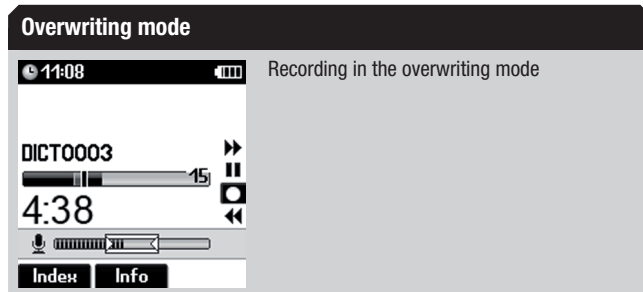 Overwriting mode
11:08
Recording in the overwriting mode
DICT0003
15
4:38
Index Info